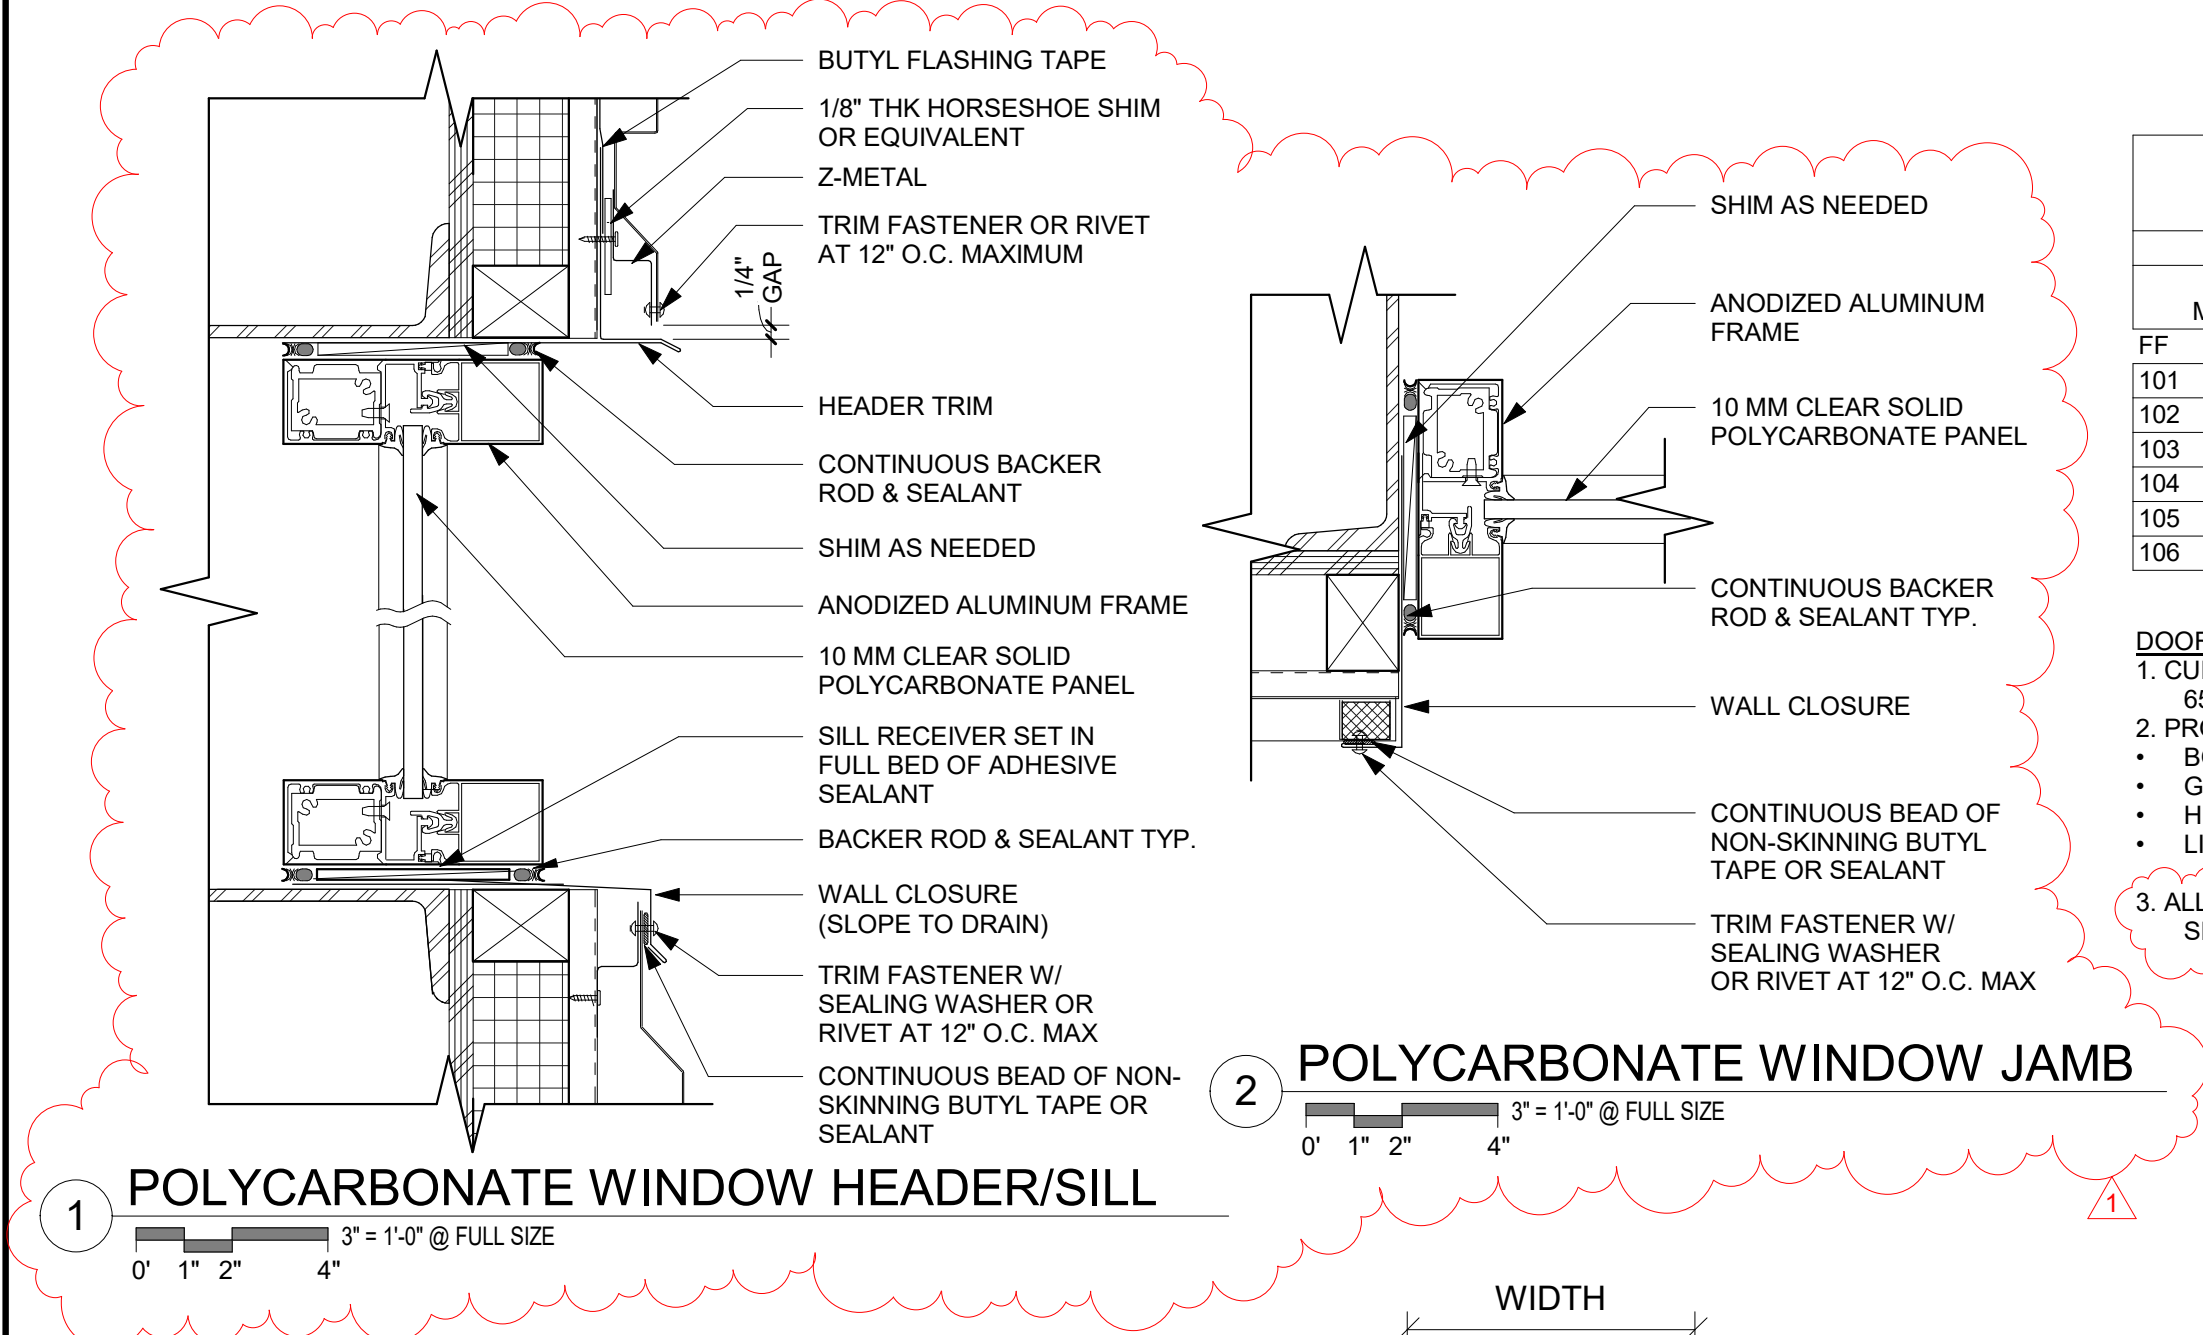 BUTYL FLASHING TAPE
1/8" THK HORSESHOE SHIM
OR EQUIVALENT
Z-METAL
TRIM FASTENER OR RIVET
AT 12" O.C. MAXIMUM
1/4"
GAP
HEADER TRIM
CONTINUOUS BACKER
ROD & SEALANT
SHIM AS NEEDED
ANODIZED ALUMINUM FRAME
10 MM CLEAR SOLID
POLYCARBONATE PANEL
SILL RECEIVER SET IN
FULL BED OF ADHESIVE
SEALANT
BACKER ROD & SEALANT TYP.
WALL CLOSURE
(SLOPE TO DRAIN)
TRIM FASTENER W/
SEALING WASHER OR
RIVET AT 12" O.C. MAX
CONTINUOUS BEAD OF NON-
SKINNING BUTYL TAPE OR
SEALANT
1
POLYCARBONATE WINDOW HEADER/SILL
3" = 1'-0" @ FULL SIZE
0' 1" 2" 4"
SHIM AS NEEDED
ANODIZED ALUMINUM
FRAME
10 MM CLEAR SOLID
POLYCARBONATE PANEL
CONTINUOUS BACKER
ROD & SEALANT TYP.
WALL CLOSURE
CONTINUOUS BEAD OF
NON-SKINNING BUTYL
TAPE OR SEALANT
TRIM FASTENER W/
SEALING WASHER
OR RIVET AT 12" O.C. MAX
2
POLYCARBONATE WINDOW JAMB
3" = 1'-0" @ FULL SIZE
0' 1" 2" 4"
1
WIDTH
FF
101
102
103
104
105
106
1.
2.
•
•
•
•
3. ALL